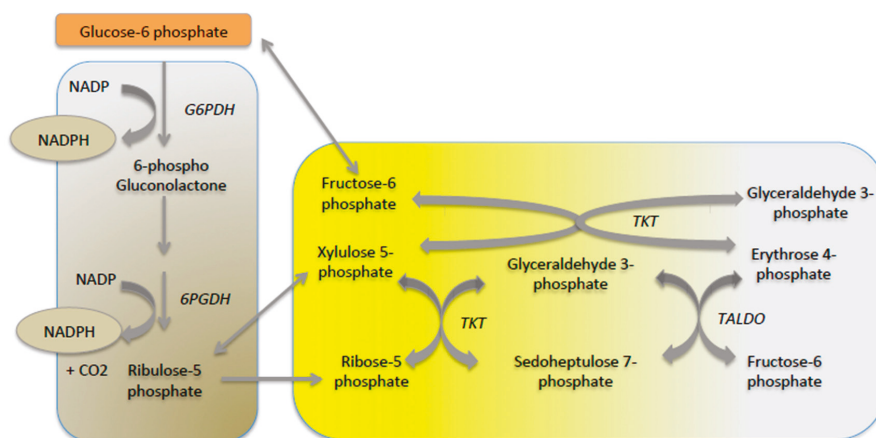 Glucose-6 phosphate
NADP
G6PDH
NADPH
6-phospho
Gluconolactone
NADP
6PGDH
NADPH
+ CO2
Ribulose-5
phosphate
Fructose-6
phosphate
Glyceraldehyde 3-
phosphate
TKT
Xylulose 5-
phosphate
Glyceraldehyde 3-
phosphate
Erythrose 4-
phosphate
TKT
TALDO
Ribose-5
phosphate
Sedoheptulose 7-
phosphate
Fructose-6
phosphate